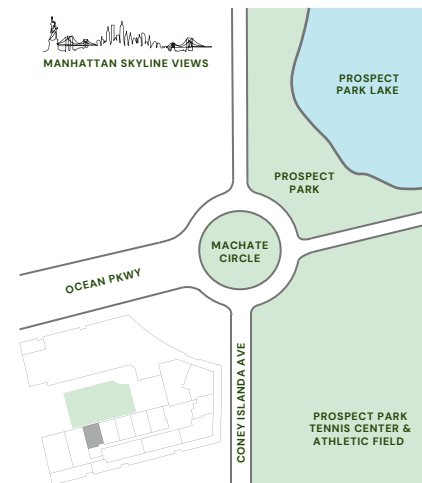 MANHATTAN SKYLINE VIEWS
PROSPECT
PARK LAKE
PROSPECT
PARK
MACHATE
CIRCLE
OCEAN PKWY
CONEY ISLANDA AVE
PROSPECT PARK
TENNIS CENTER &
ATHLETIC FIELD